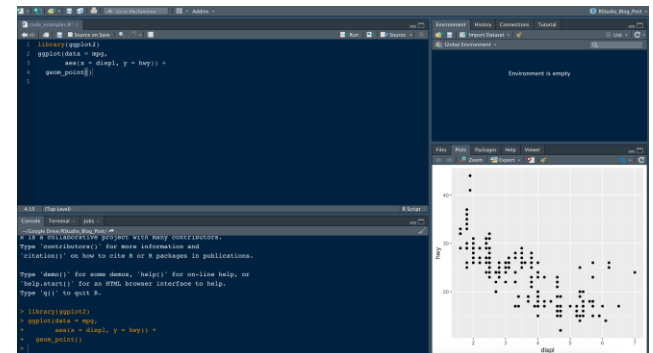 Go to file/function
Addins
RStudio_Blog_Post
code_examples.R*
Source on Save
Run
Source
1 library(ggplot2)
2 ggplot(data = mpg,
3 aes(x = displ, y = hwy)) +
4 geom_point()
5
4:15 (Top Level) R Script
Console Terminal Jobs
~/Google Drive/RStudio_Blog_Post/
R is a collaborative project with many contributors.
Type 'contributors()' for more information and
'citation()' on how to cite R or R packages in publications.
Type 'demo()' for some demos, 'help()' for on-line help, or
'help.start()' for an HTML browser interface to help.
Type 'q()' to quit R.
> library(ggplot2)
> ggplot(data = mpg,
+ aes(x = displ, y = hwy)) +
+ geom_point()
>
Environment History Connections Tutorial
Import Dataset List
Global Environment
Environment is empty
Files Plots Packages Help Viewer
Zoom Export
40
30
20
hwy
2 3 4 5 6 7
displ